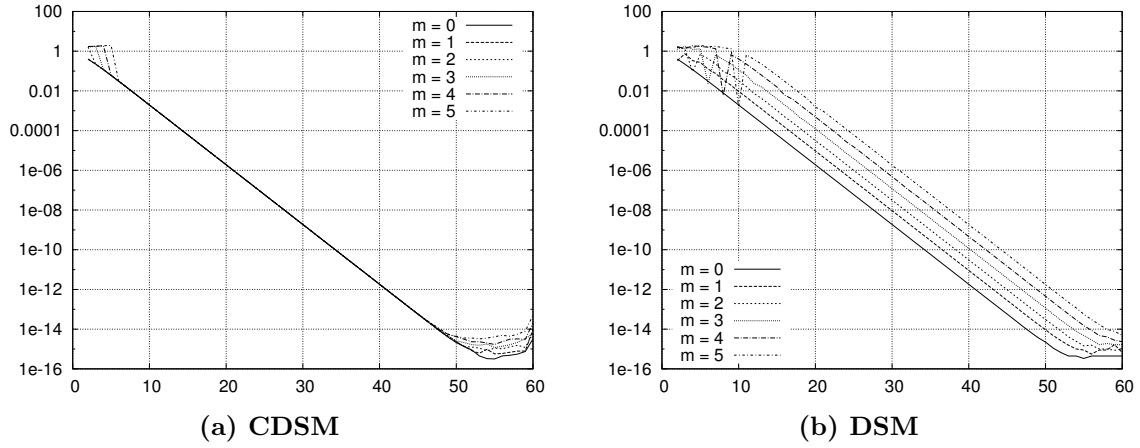 100
1
0.01
0.0001
1e-06
1e-08
1e-10
1e-12
1e-14
1e-16
0 10 20 30 40 50 60
m = 0
m = 1
m = 2
m = 3
m = 4
m = 5
(a) CDSM
100
1
0.01
0.0001
1e-06
1e-08
1e-10
1e-12
1e-14
1e-16
0 10 20 30 40 50 60
m = 0
m = 1
m = 2
m = 3
m = 4
m = 5
(b) DSM